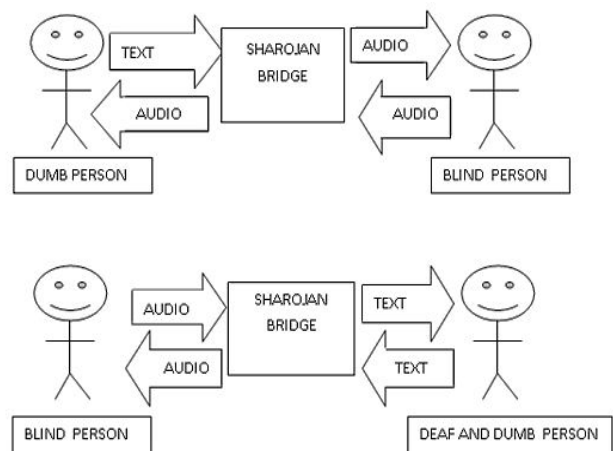 TEXT
SHAROJAN
BRIDGE
AUDIO
AUDIO
AUDIO
DUMB PERSON
BLIND PERSON
AUDIO
SHAROJAN
BRIDGE
TEXT
AUDIO
TEXT
BLIND PERSON
DEAF AND DUMB PERSON